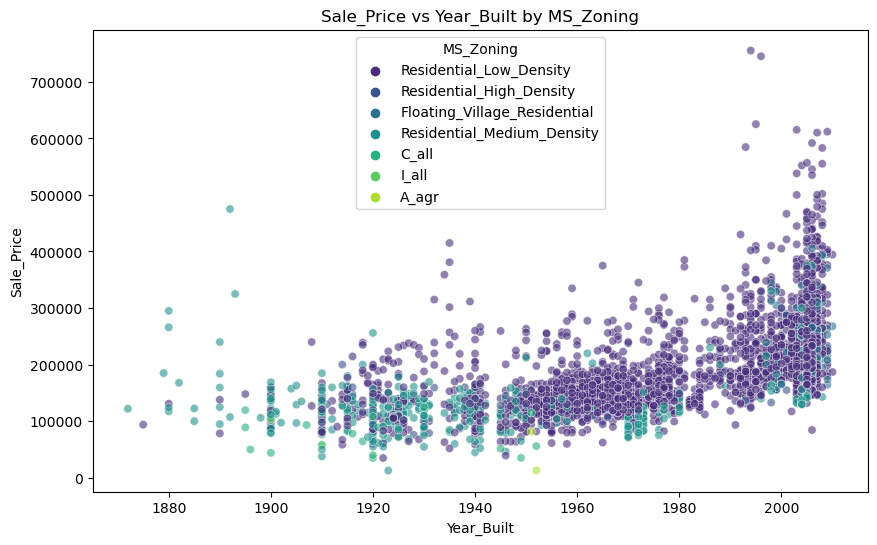 Sale_Price vs Year_Built by MS_Zoning
MS_Zoning
Residential_Low_Density
Residential_High_Density
Floating_Village_Residential
Residential_Medium_Density
C_all
I_all
A_agr
700000
600000
500000
400000
300000
200000
100000
0
Sale_Price
1880 1900 1920 1940 1960 1980 2000
Year_Built